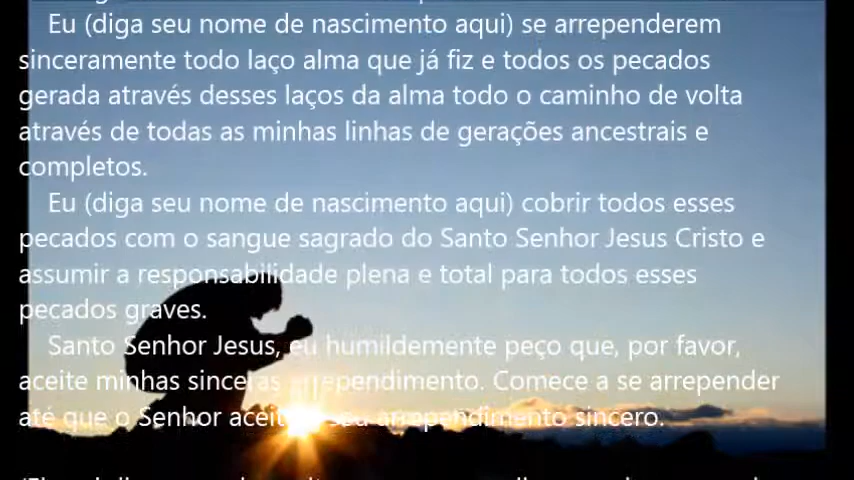 Eu (diga seu nome de nascimento aqui) se arrependerem
sinceramente todo laço alma que já fiz e todos os pecados
gerada através desses laços da alma todo o caminho de volta
através de todas as minhas linhas de gerações ancestrais e
completos.
Eu (diga seu nome de nascimento aqui) cobrir todos esses
pecados com o sangue sagrado do Santo Senhor Jesus Cristo e
assumir a responsabilidade plena e total para todos esses
pecados graves.
Santo Senhor Jesus, eu humildemente peço que, por favor,
aceite minhas sinceras arrependimento. Comece a se arrepender
até que o Senhor aceita o seu arrependimento sincero.